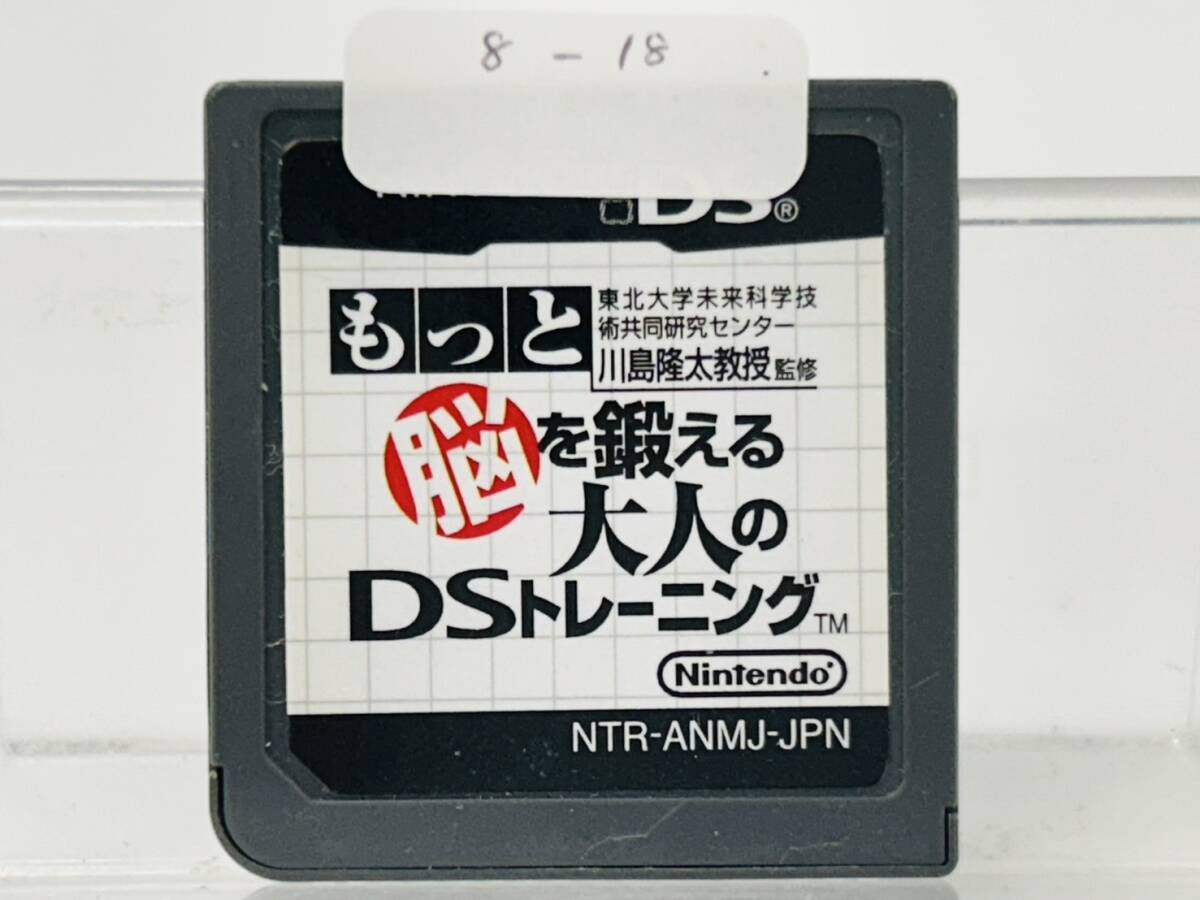 8 - 18
DS®
もっと
東北大学未来科学技
術共同研究センター
川島隆太教授監修
脳を鍛える
大人の
DSトレーニング™
Nintendo®
NTR-ANMJ-JPN